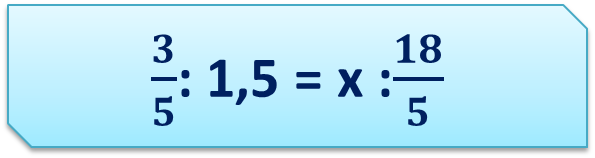 3/5 : 1,5 = x : 18/5